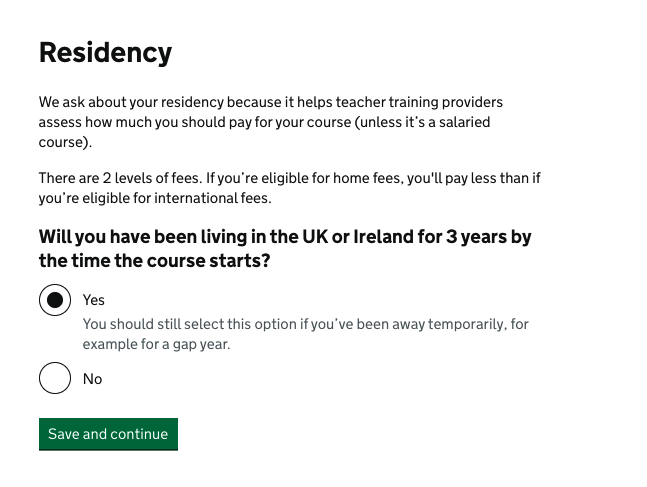 Residency
We ask about your residency because it helps teacher training providers
assess how much you should pay for your course (unless it’s a salaried
course).
There are 2 levels of fees. If you’re eligible for home fees, you'll pay less than if
you’re eligible for international fees.
Will you have been living in the UK or Ireland for 3 years by
the time the course starts?
Yes
You should still select this option if you’ve been away temporarily, for
example for a gap year.
No
Save and continue